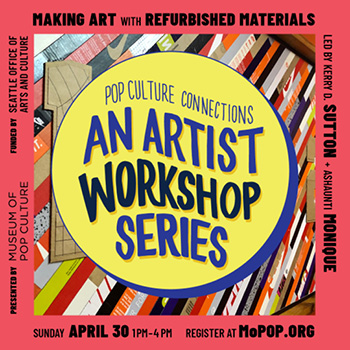 MAKING ART WITH REFURBISHED MATERIALS
FUNDED BY SEATTLE OFFICE OF
ARTS AND CULTURE
PRESENTED BY MUSEUM OF
POP CULTURE
LED BY KERRY D. SUTTON + ASHAUNTI MONIQUE
POP CULTURE CONNECTIONS
AN ARTIST
WORKSHOP
SERIES
SUNDAY APRIL 30 1PM-4PM REGISTER AT MoPOP.ORG